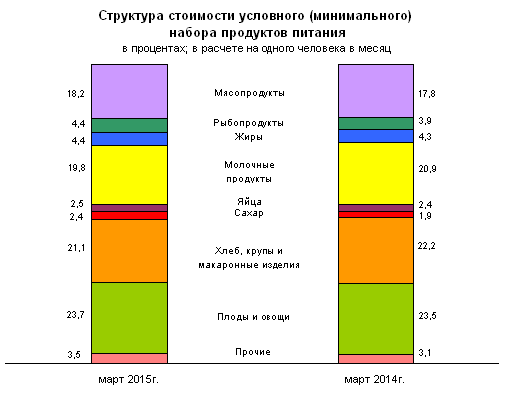 Структура стоимости условного (минимального)
набора продуктов питания
в процентах; в расчете на одного человека в месяц
18,2 Масопродукты 17,8
4,4 Рыбопродукты 3,9
4,4 Жиры 4,3
19,8 Молочные 20,9
продукты
2,5 Яйца 2,4
2,4 Сахар 1,9
21,1 Хлеб, крупы и 22,2
макаронные изделия
23,7 Плоды и овощи 23,5
3,5 Прочие 3,1
март 2015г. март 2014г.